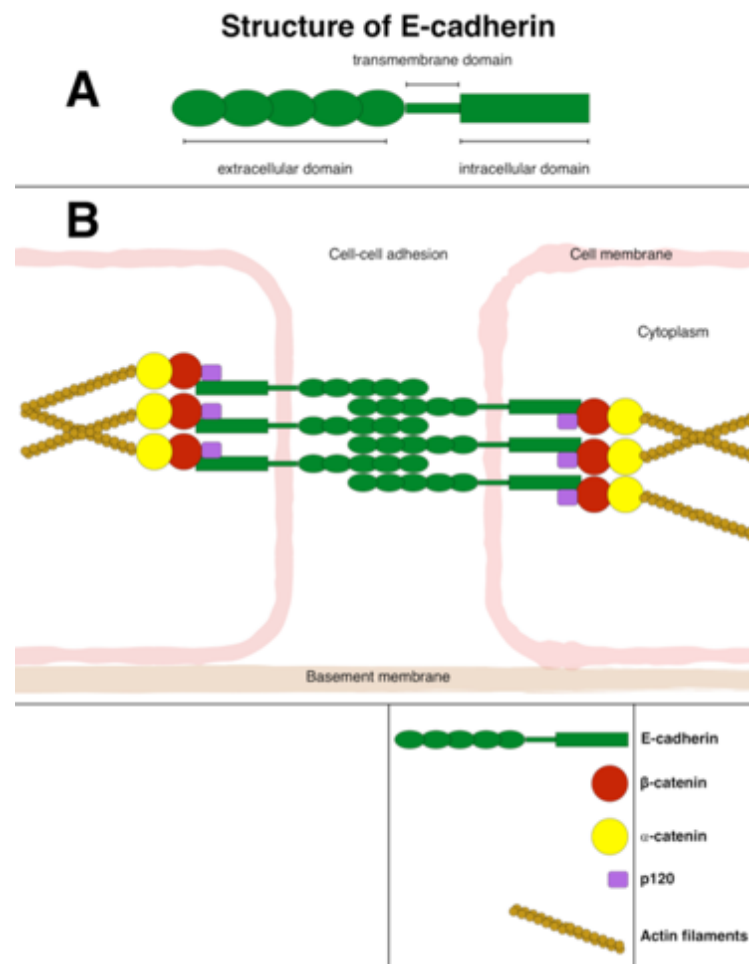 Structure of E-cadherin
transmembrane domain
A
extracellular domain
intracellular domain
B
Cell-cell adhesion
Cell membrane
Cytoplasm
Basement membrane
E-cadherin
β-catenin
α-catenin
p120
Actin filaments